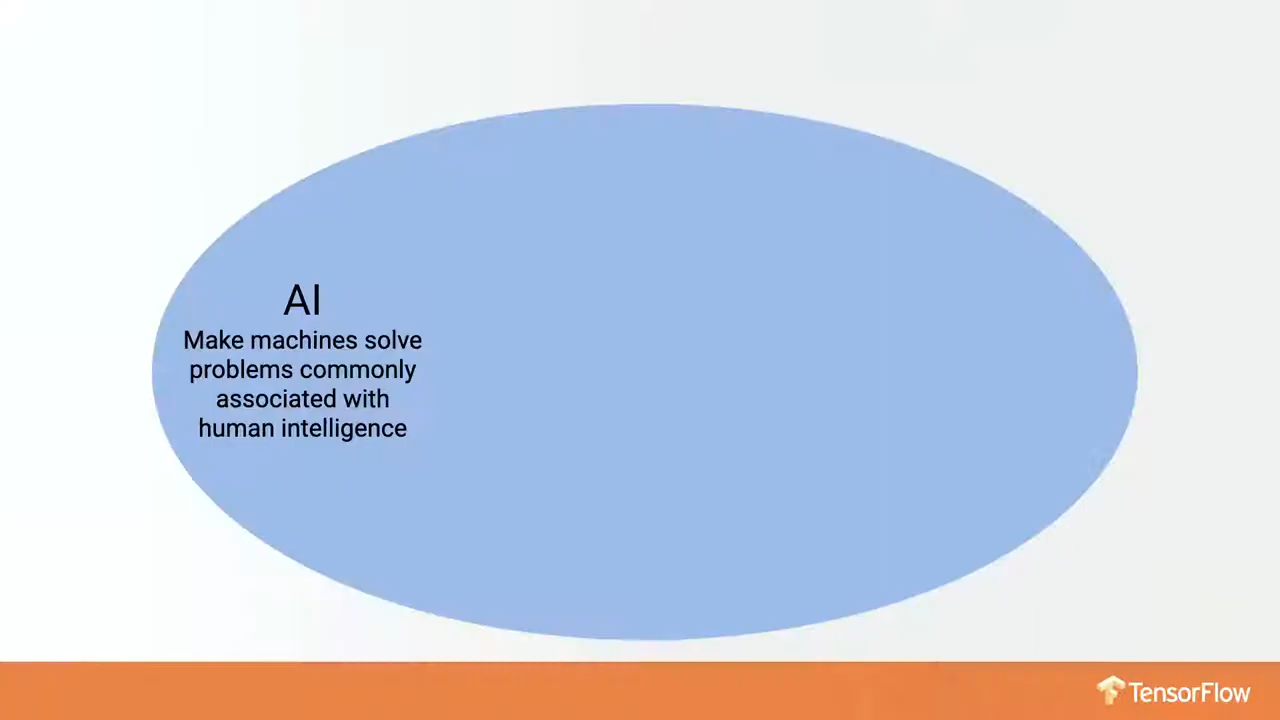 AI
Make machines solve
problems commonly
associated with
human intelligence
TensorFlow